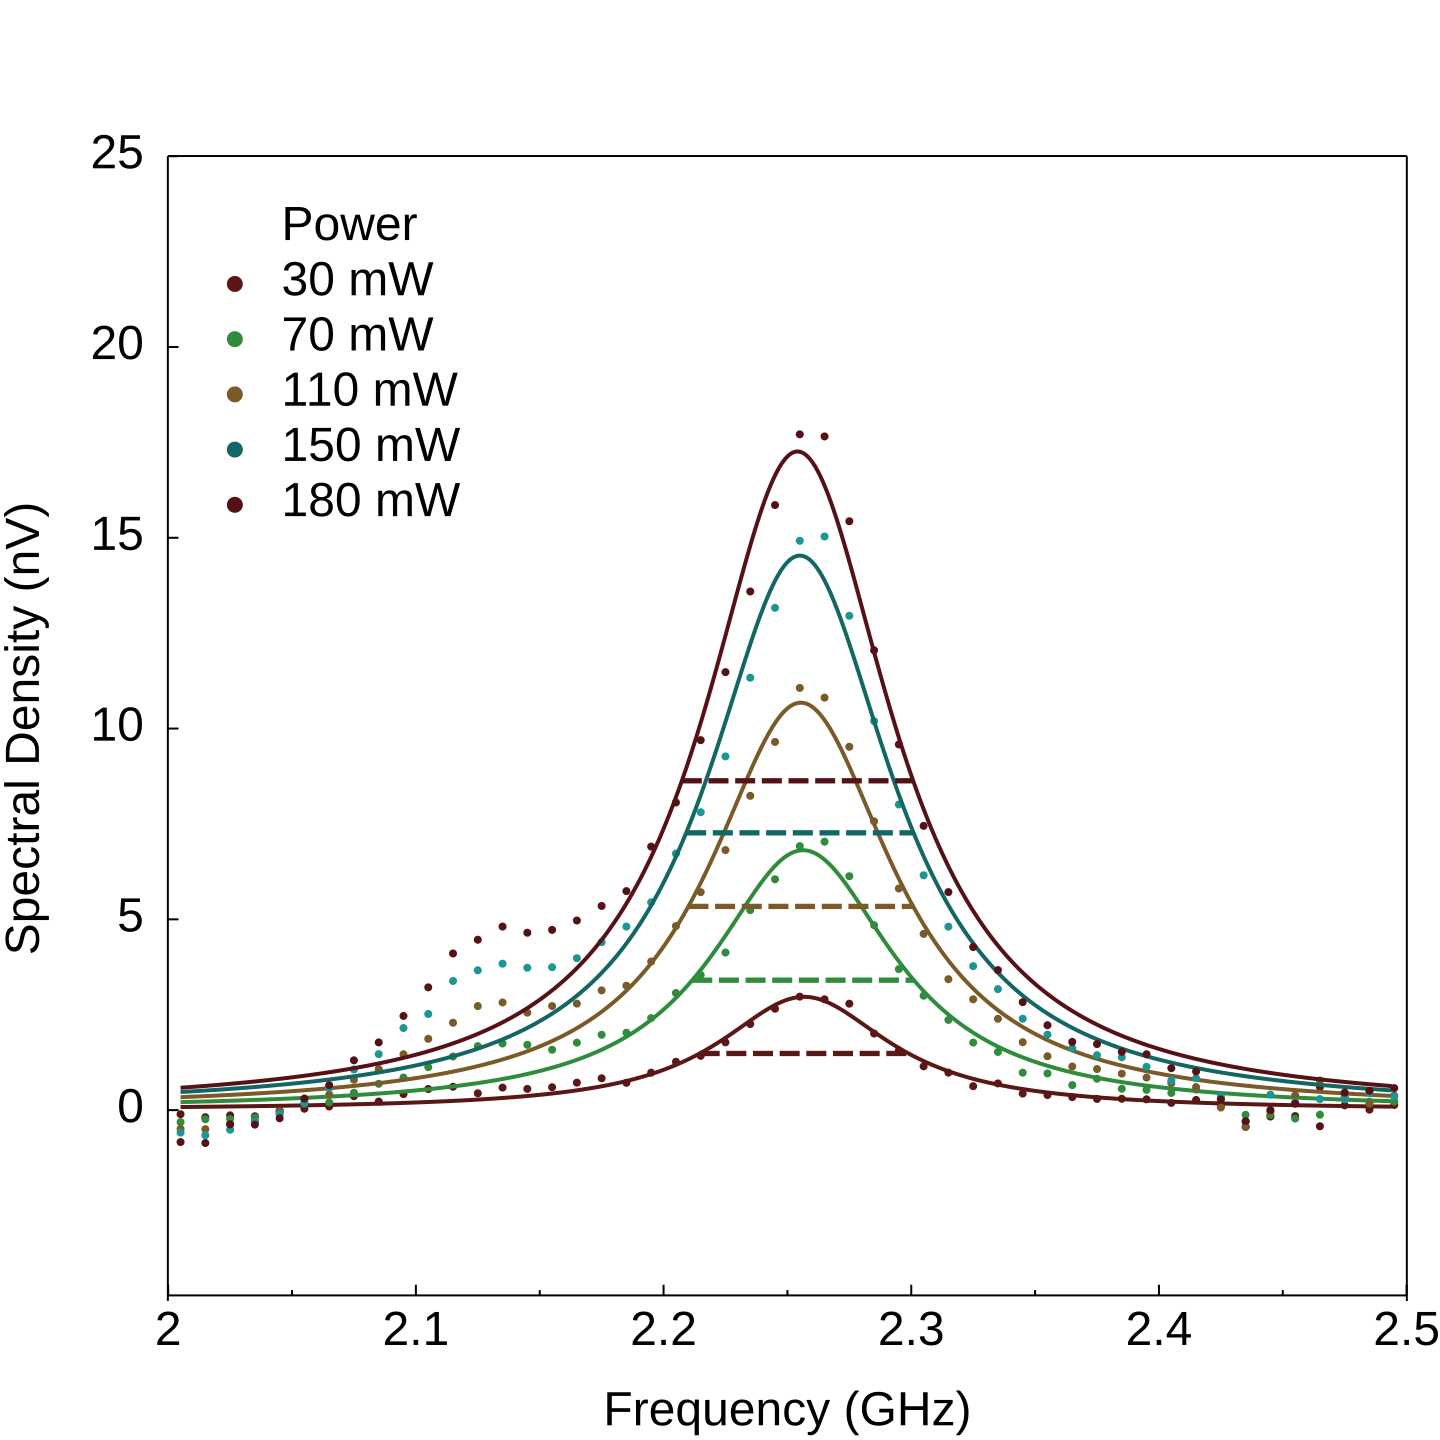 25
20
15
10
5
0
Spectral Density (nV)
Power
30 mW
70 mW
110 mW
150 mW
180 mW
2 2.1 2.2 2.3 2.4 2.5
Frequency (GHz)